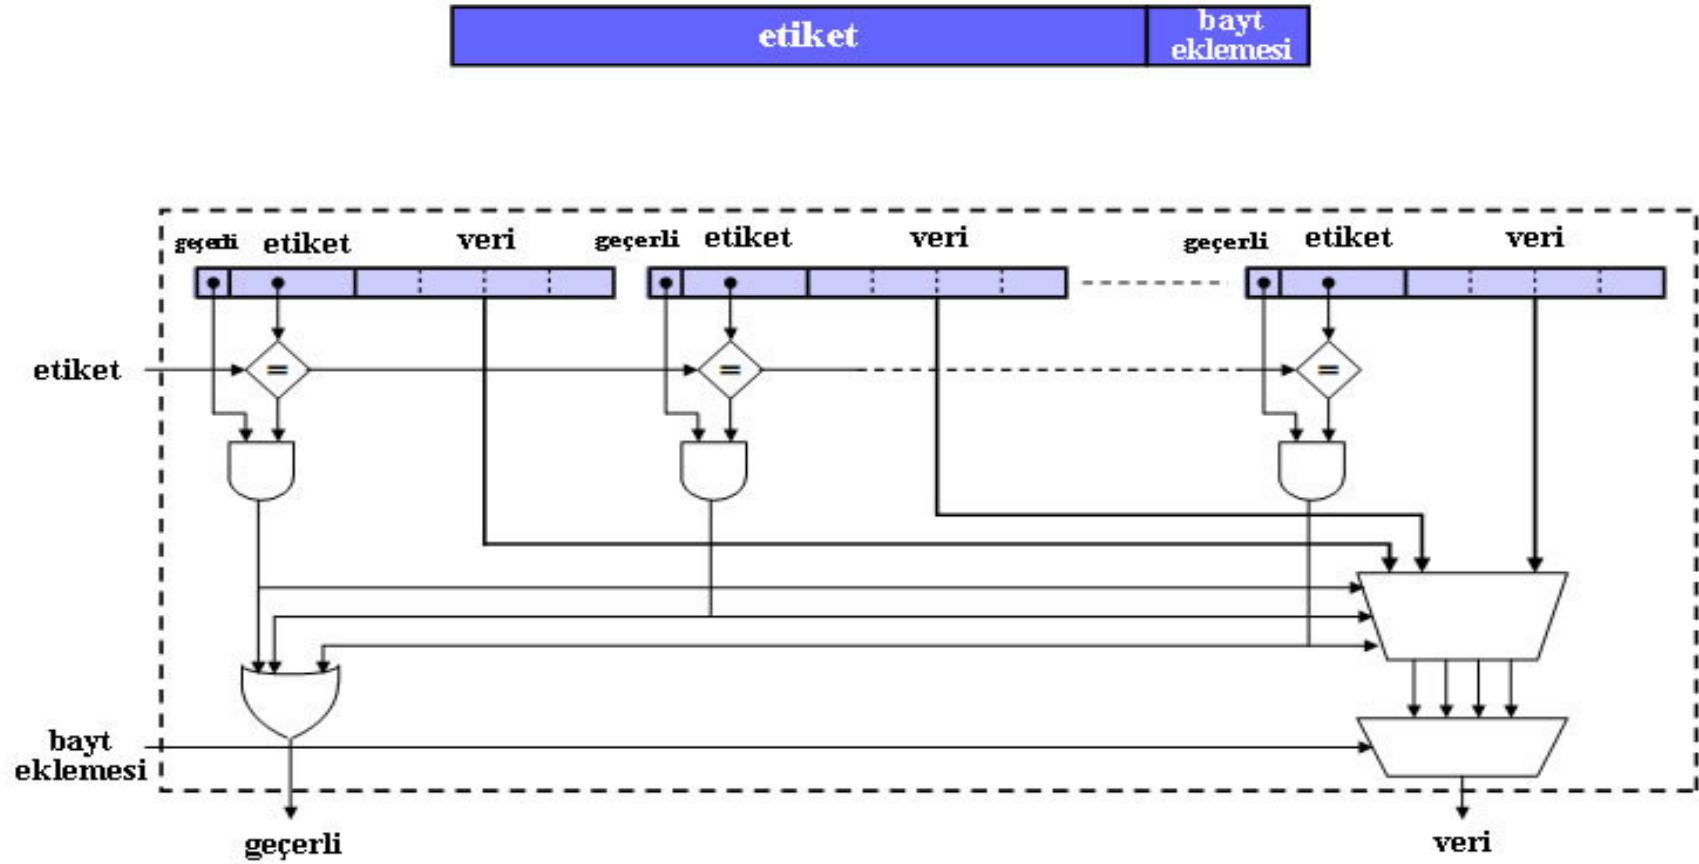 etiket
bayt
eklemesi
geçerli etiket veri geçerli etiket veri geçerli etiket veri
etiket = = =
bayt
eklemesi
geçerli
veri